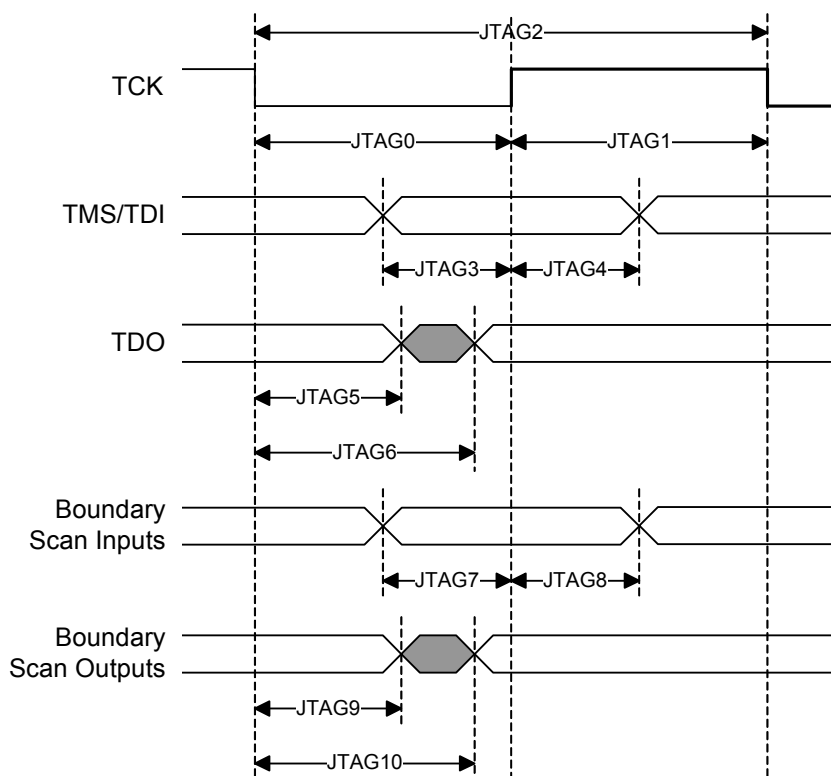 JTAG2
TCK
JTAG0
JTAG1
TMS/TDI
JTAG3
JTAG4
TDO
JTAG5
JTAG6
Boundary
Scan Inputs
JTAG7
JTAG8
Boundary
Scan Outputs
JTAG9
JTAG10